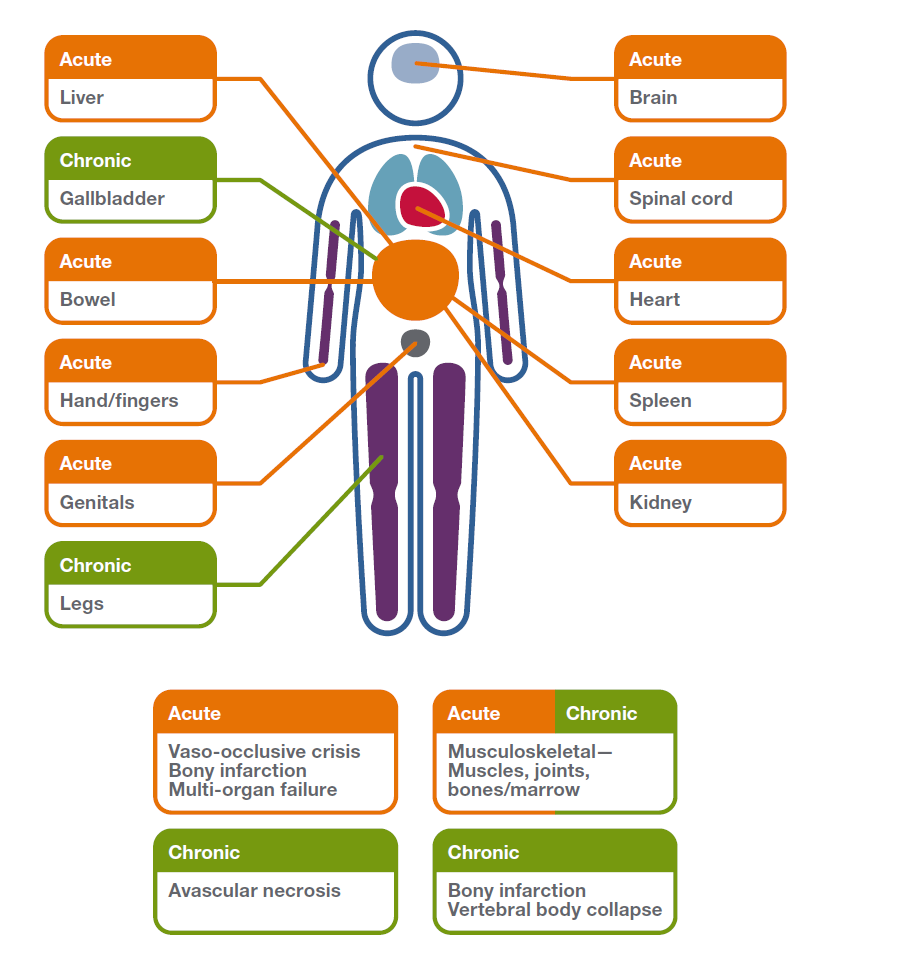 Acute
Liver
Chronic
Gallbladder
Acute
Bowel
Acute
Hand/fingers
Acute
Genitals
Chronic
Legs
Acute
Brain
Acute
Spinal cord
Acute
Heart
Acute
Spleen
Acute
Kidney
Acute
Vaso-occlusive crisis
Bony infarction
Multi-organ failure
Acute Chronic
Musculoskeletal—
Muscles, joints,
bones/marrow
Chronic
Avascular necrosis
Chronic
Bony infarction
Vertebral body collapse